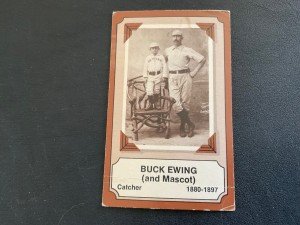 BUCK EWING
(and Mascot)
Catcher 1880-1897